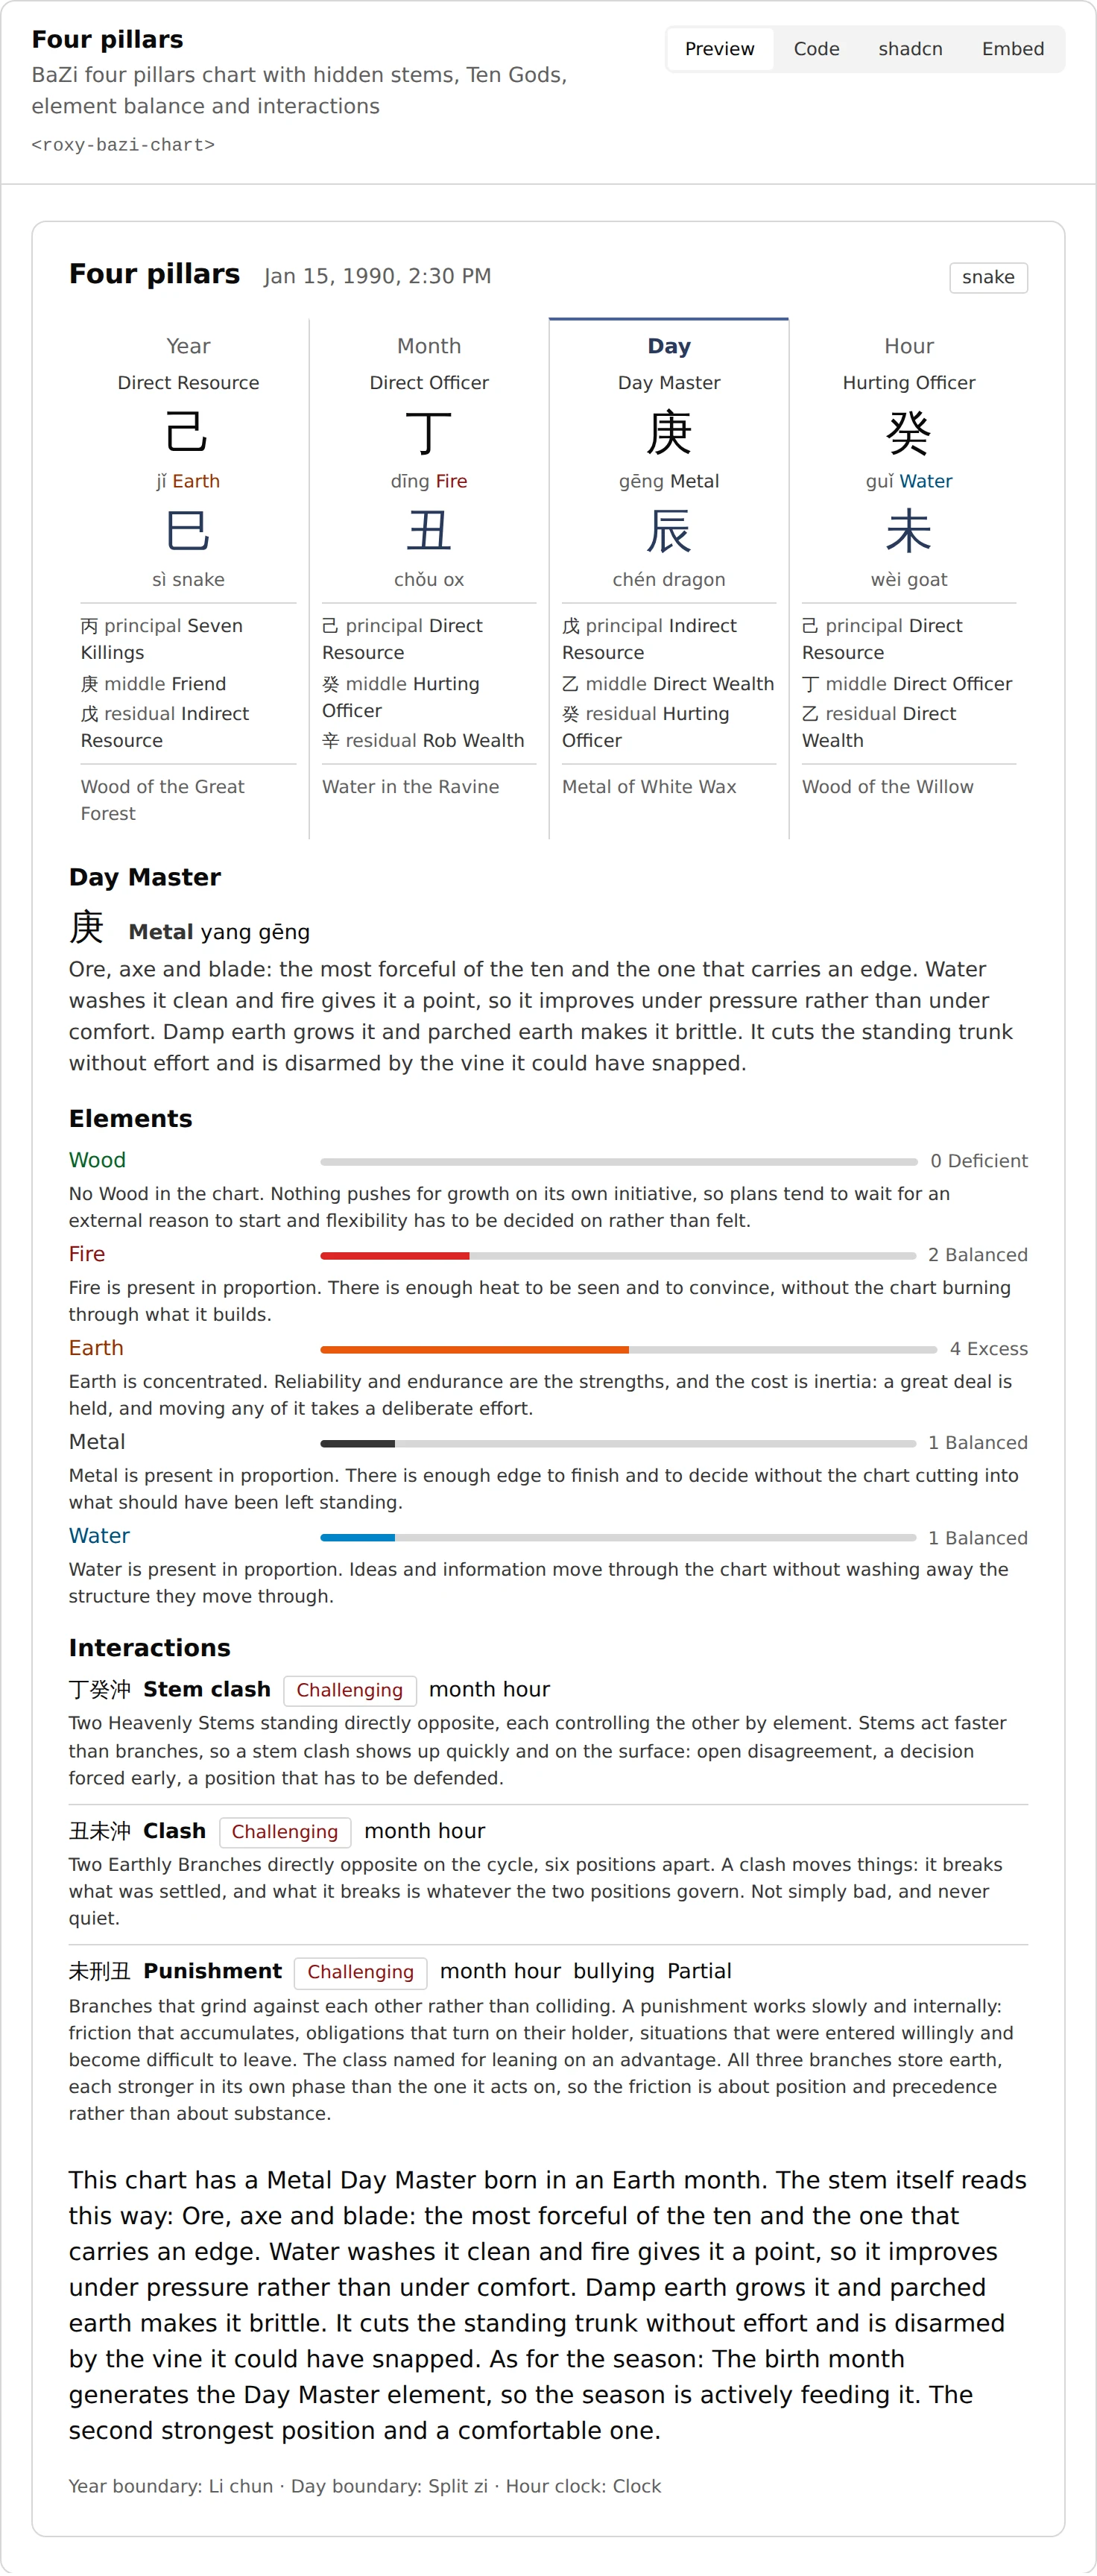 Four pillars
BaZi four pillars chart with hidden stems, Ten Gods,
element balance and interactions
<roxy-bazi-chart>
Preview Code shadcn Embed
Four pillars Jan 15, 1990, 2:30 PM
snake
Year
Direct Resource
己
jǐ Earth
巳
sì snake
丙 principal Seven
Killings
庚 middle Friend
戊 residual Indirect
Resource
Wood of the Great
Forest
Month
Direct Officer
丁
dīng Fire
丑
chǒu ox
己 principal Direct
Resource
癸 middle Hurting
Officer
辛 residual Rob Wealth
Water in the Ravine
Day
Day Master
庚
gēng Metal
辰
chén dragon
戊 principal Indirect
Resource
乙 middle Direct Wealth
癸 residual Hurting
Officer
Metal of White Wax
Hour
Hurting Officer
癸
guǐ Water
未
wèi goat
己 principal Direct
Resource
丁 middle Direct Officer
乙 residual Direct
Wealth
Wood of the Willow
Day Master
庚 Metal yang gēng
Ore, axe and blade: the most forceful of the ten and the one that carries an edge. Water
washes it clean and fire gives it a point, so it improves under pressure rather than under
comfort. Damp earth grows it and parched earth makes it brittle. It cuts the standing trunk
without effort and is disarmed by the vine it could have snapped.
Elements
Wood 0 Deficient
No Wood in the chart. Nothing pushes for growth on its own initiative, so plans tend to wait for an
external reason to start and flexibility has to be decided on rather than felt.
Fire 2 Balanced
Fire is present in proportion. There is enough heat to be seen and to convince, without the chart burning
through what it builds.
Earth 4 Excess
Earth is concentrated. Reliability and endurance are the strengths, and the cost is inertia: a great deal is
held, and moving any of it takes a deliberate effort.
Metal 1 Balanced
Metal is present in proportion. There is enough edge to finish and to decide without the chart cutting into
what should have been left standing.
Water 1 Balanced
Water is present in proportion. Ideas and information move through the chart without washing away the
structure they move through.
Interactions
丁癸沖 Stem clash Challenging month hour
Two Heavenly Stems standing directly opposite, each controlling the other by element. Stems act faster
than branches, so a stem clash shows up quickly and on the surface: open disagreement, a decision
forced early, a position that has to be defended.
丑未沖 Clash Challenging month hour
Two Earthly Branches directly opposite on the cycle, six positions apart. A clash moves things: it breaks
what was settled, and what it breaks is whatever the two positions govern. Not simply bad, and never
quiet.
未刑丑 Punishment Challenging month hour bullying Partial
Branches that grind against each other rather than colliding. A punishment works slowly and internally:
friction that accumulates, obligations that turn on their holder, situations that were entered willingly and
become difficult to leave. The class named for leaning on an advantage. All three branches store earth,
each stronger in its own phase than the one it acts on, so the friction is about position and precedence
rather than about substance.
This chart has a Metal Day Master born in an Earth month. The stem itself reads
this way: Ore, axe and blade: the most forceful of the ten and the one that
carries an edge. Water washes it clean and fire gives it a point, so it improves
under pressure rather than under comfort. Damp earth grows it and parched
earth makes it brittle. It cuts the standing trunk without effort and is disarmed
by the vine it could have snapped. As for the season: The birth month
generates the Day Master element, so the season is actively feeding it. The
second strongest position and a comfortable one.
Year boundary: Li chun · Day boundary: Split zi · Hour clock: Clock